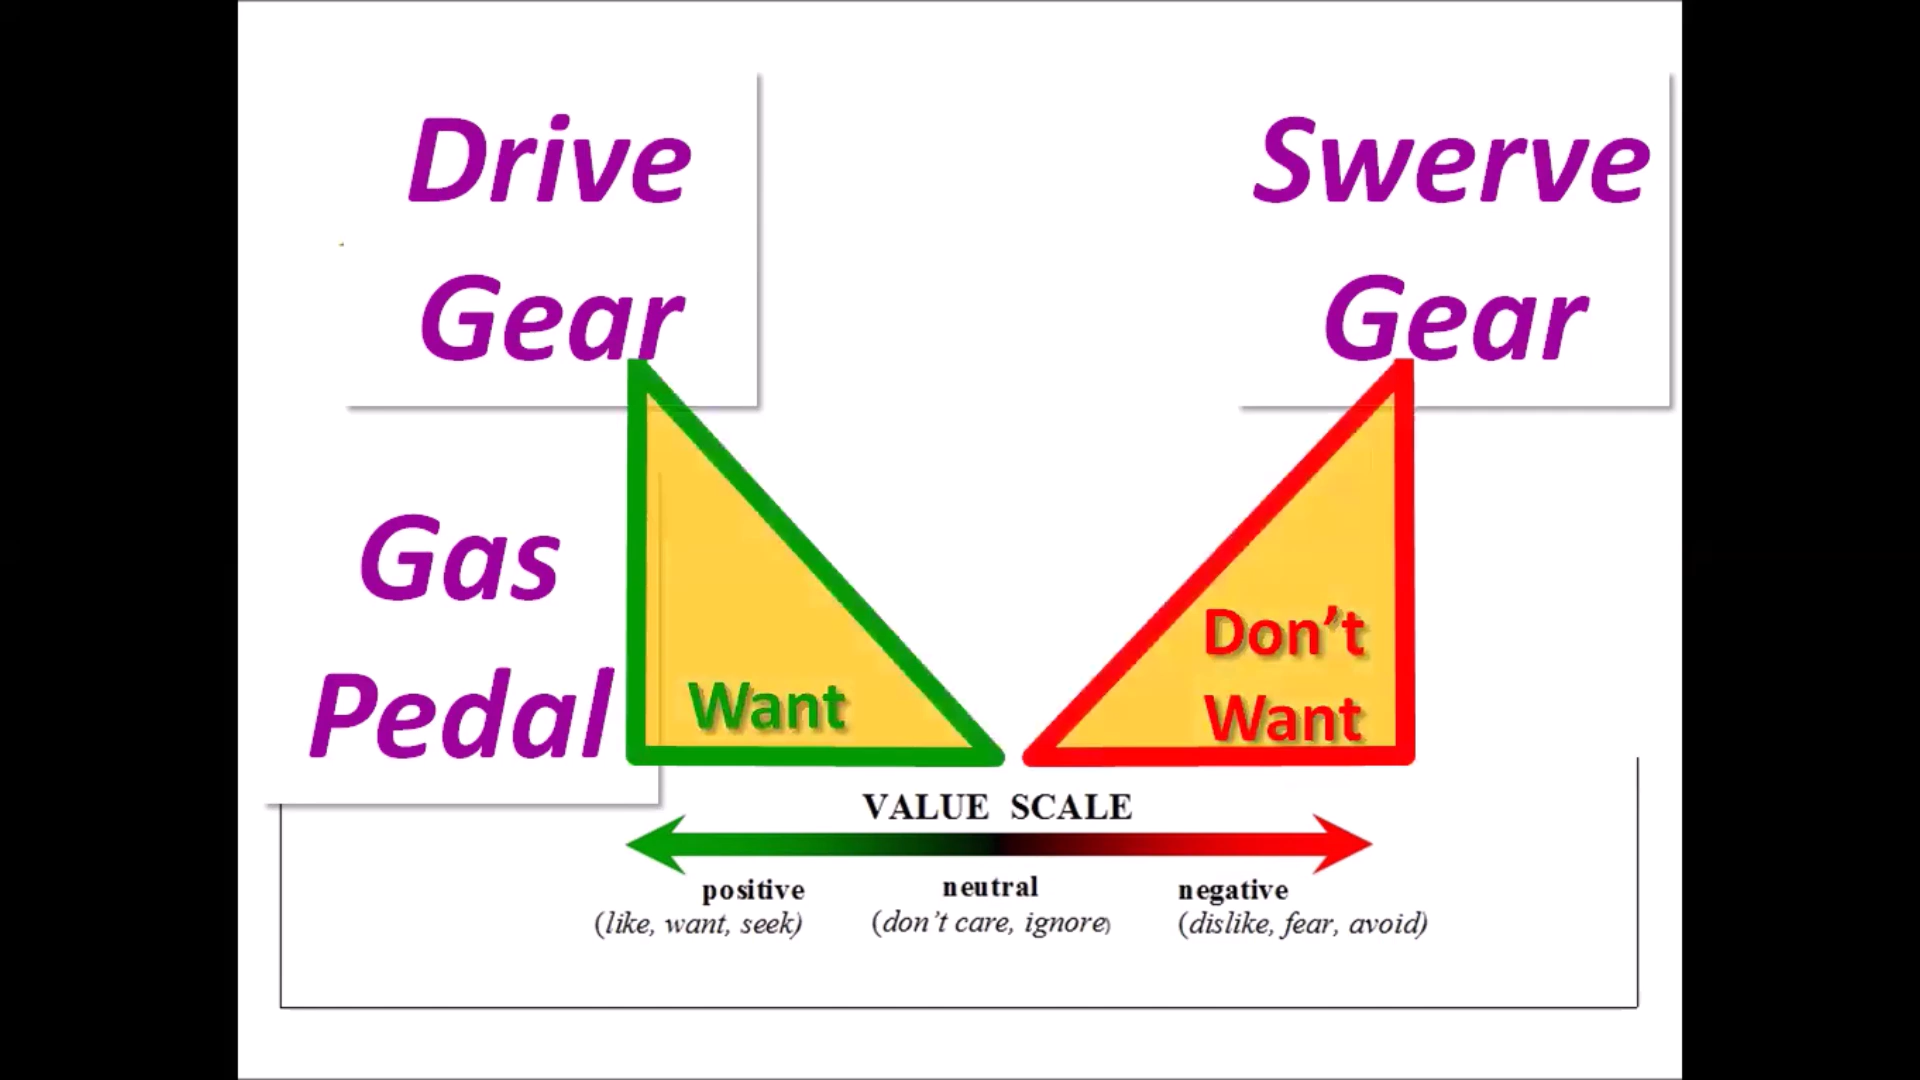 Drive
Gear
Swerve
Gear
Gas
Pedal
Want
Don’t
Want
VALUE SCALE
positive
(like, want, seek)
neutral
(don’t care, ignore)
negative
(dislike, fear, avoid)